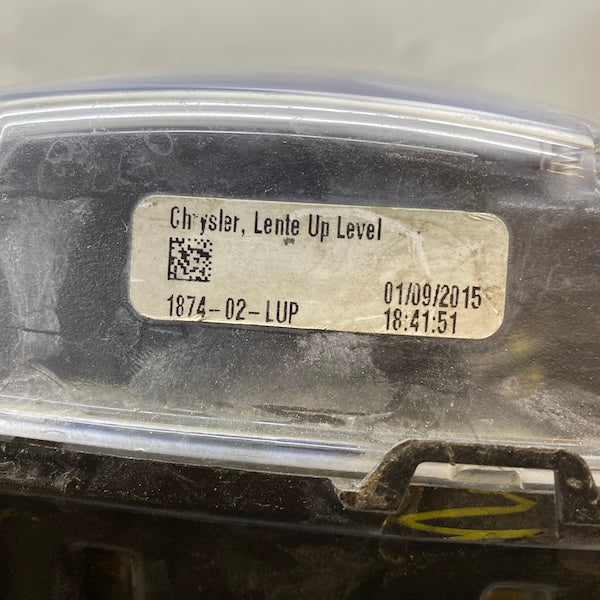 Chrysler, Lente Up Level
1874-02-LUP
01/09/2015
18:41:51